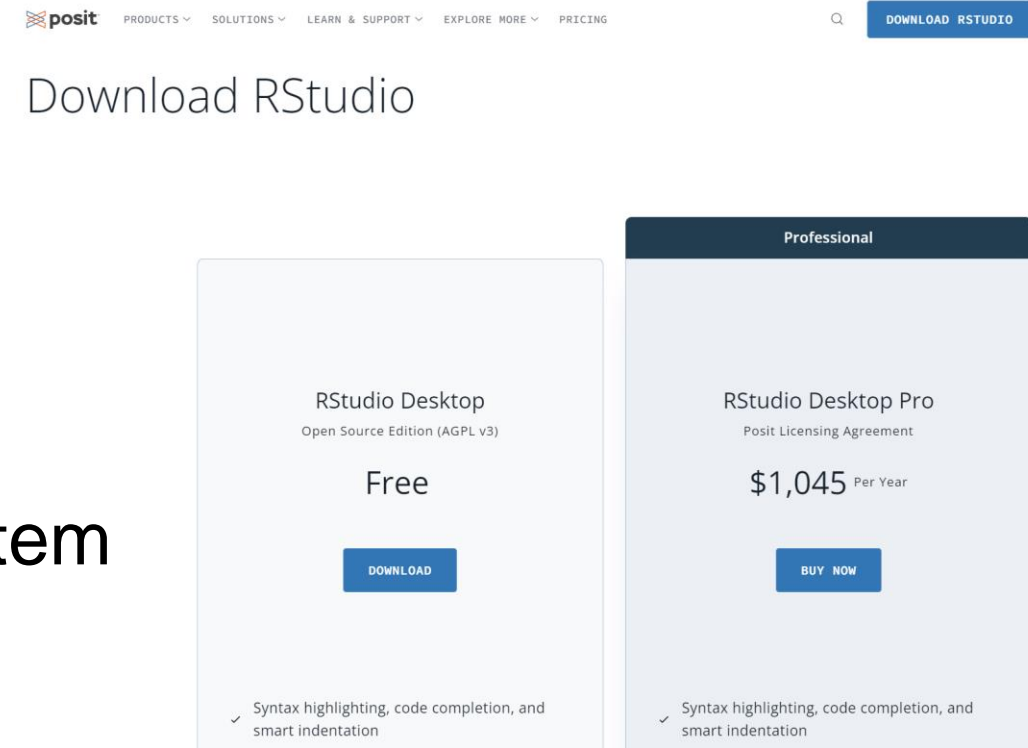 posit PRODUCTS SOLUTIONS LEARN & SUPPORT EXPLORE MORE PRICING DOWNLOAD RSTUDIO
Download RStudio
Professional
RStudio Desktop
Open Source Edition (AGPL v3)
Free
DOWNLOAD
Syntax highlighting, code completion, and
smart indentation
RStudio Desktop Pro
Posit Licensing Agreement
$1,045 Per Year
BUY NOW
Syntax highlighting, code completion, and
smart indentation
tem